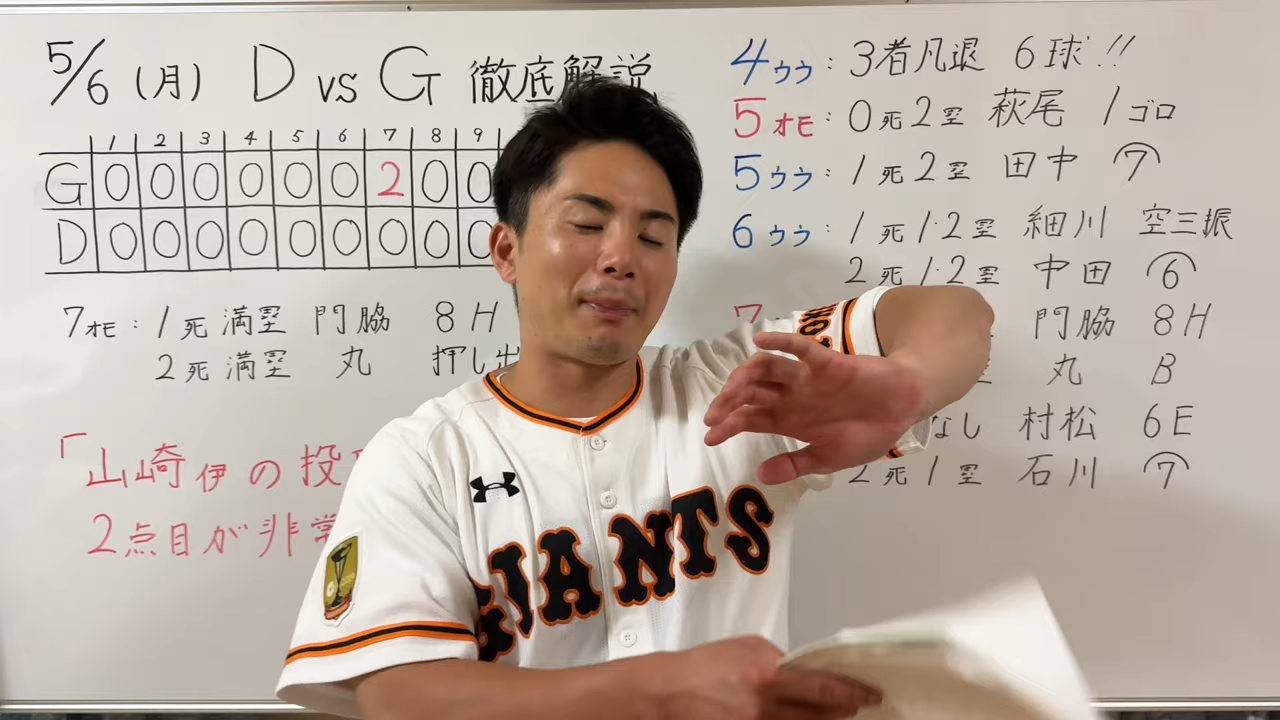 5/6 (月) D vs G 徹底解説
1 2 3 4 5 6 7 8 9
G 0 0 0 0 0 0 2 0 0
D 0 0 0 0 0 0 0 0 0
7オモ:1死満塁 門脇 8H
2死満塁 丸 押し出
「山崎伊の投
2点目が非常
4ウラ:3者凡退 6球!!
5オモ:0死2塁 萩尾 1ゴロ
5ウラ:1死2塁 田中 7
6ウラ:1死1・2塁 細川 空三振
2死1・2塁 中田 6
7 門脇 8H
塁 丸 B
なし 村松 6E
2死1塁 石川 7
GIANTS